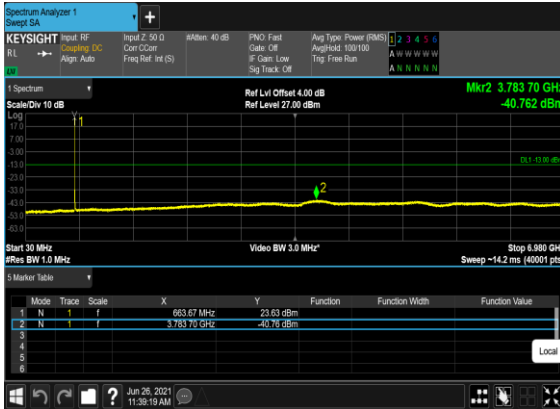 Spectrum Analyzer 1
Swept SA
+
KEYSIGHT Input: RF Input Z: 50 Ω #Atten: 40 dB PNO: Fast Avg Type: Power (RMS) 1 2 3 4 5 6
RL Coupling: DC Corr CCorr Gate: Off Avg|Hold: 100/100 A W W W W W
Align: Auto Freq Ref: Int (S) IF Gain: Low Trig: Free Run
Sig Track: Off A N N N N N
1 Spectrum Ref Lvl Offset 4.00 dB Mkr2 3.783 70 GHz
Scale/Div 10 dB Ref Level 27.00 dBm -40.762 dBm
Log
17.0
7.00
-3.00
-13.0
-23.0
-33.0
-43.0
-53.0
-63.0
1
DL1 -13.00 dBm
2
Start 30 MHz Video BW 3.0 MHz* Stop 6.980 GHz
#Res BW 1.0 MHz Sweep ~14.2 ms (40001 pts)
5 Marker Table
Mode Trace Scale X Y Function Function Width Function Value
1 N 1 f 663.67 MHz 23.63 dBm
2 N 1 f 3.783 70 GHz -40.76 dBm
3
4
5
6
Local
? Jun 26, 2021
11:39:19 AM